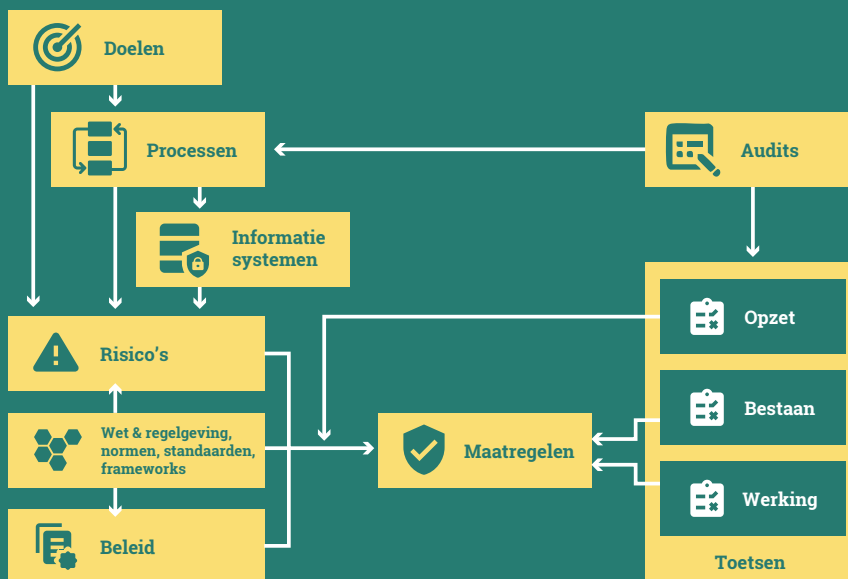 Doelen
Processen
Audits
Informatie
systemen
Opzet
Risico's
Bestaan
Wet & regelgeving,
normen, standaarden,
frameworks
Maatregelen
Werking
Beleid
Toetsen